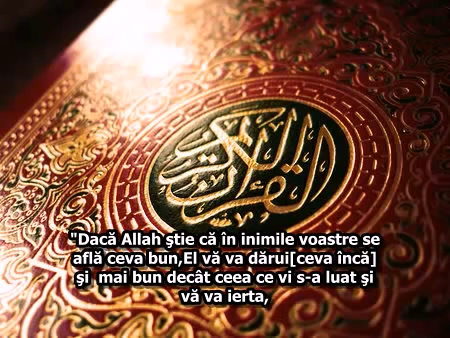 القرآن الكريم
"Dacă Allah ştie că în inimile voastre se
află ceva bun,El vă va dărui[ceva încă]
şi mai bun decât ceea ce vi s-a luat şi
vă va ierta,